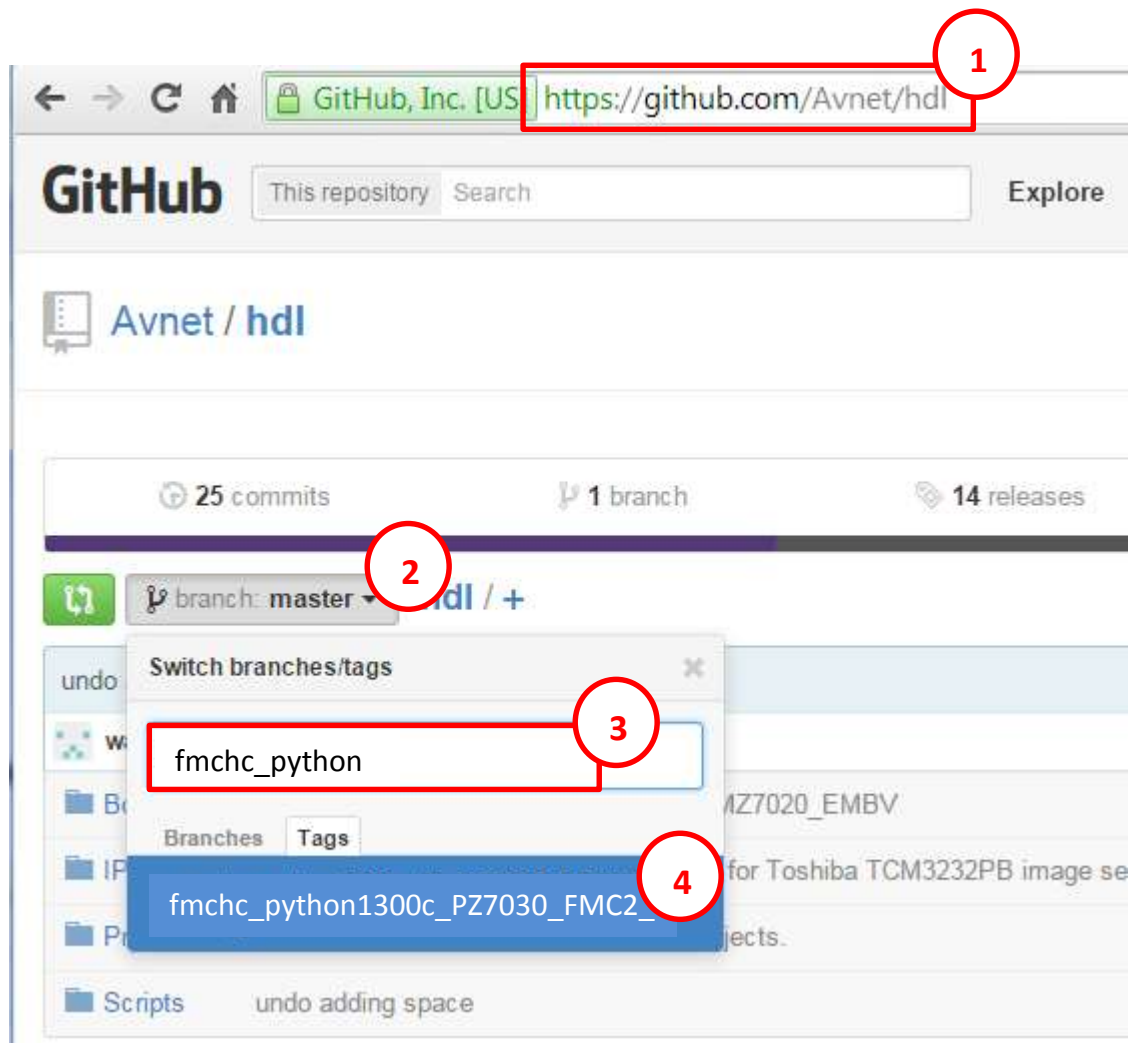 1
GitHub, Inc. [US] https://github.com/Avnet/hdl
GitHub This repository Search Explore
Avnet / hdl
25 commits 1 branch 14 releases
2
branch: master hdl / +
Switch branches/tags
undo
3
fmchc_python
MZ7020_EMBV
Branches Tags
4
IP for Toshiba TCM3232PB image se
fmchc_python1300c_PZ7030_FMC2_
Pr jects.
Scripts undo adding space